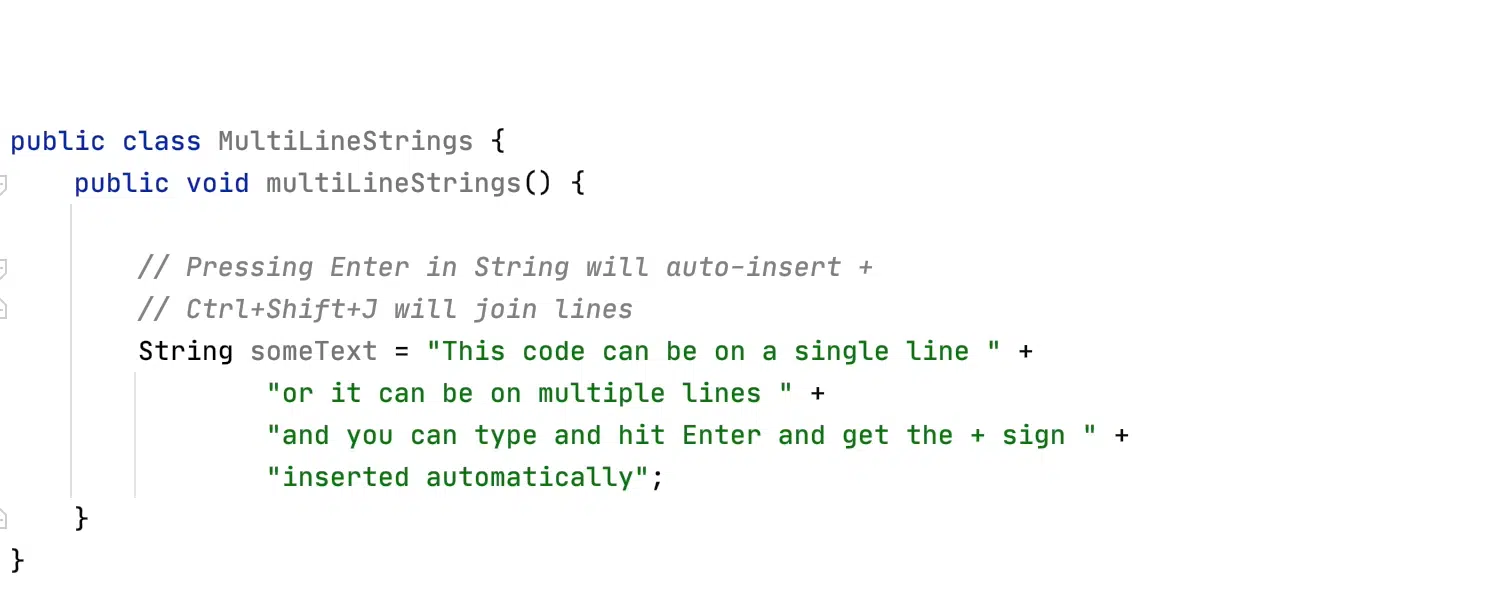 public class MultiLineStrings {
    public void multiLineStrings() {

        // Pressing Enter in String will auto-insert +
        // Ctrl+Shift+J will join lines
        String someText = "This code can be on a single line " +
                "or it can be on multiple lines " +
                "and you can type and hit Enter and get the + sign " +
                "inserted automatically";
    }
}